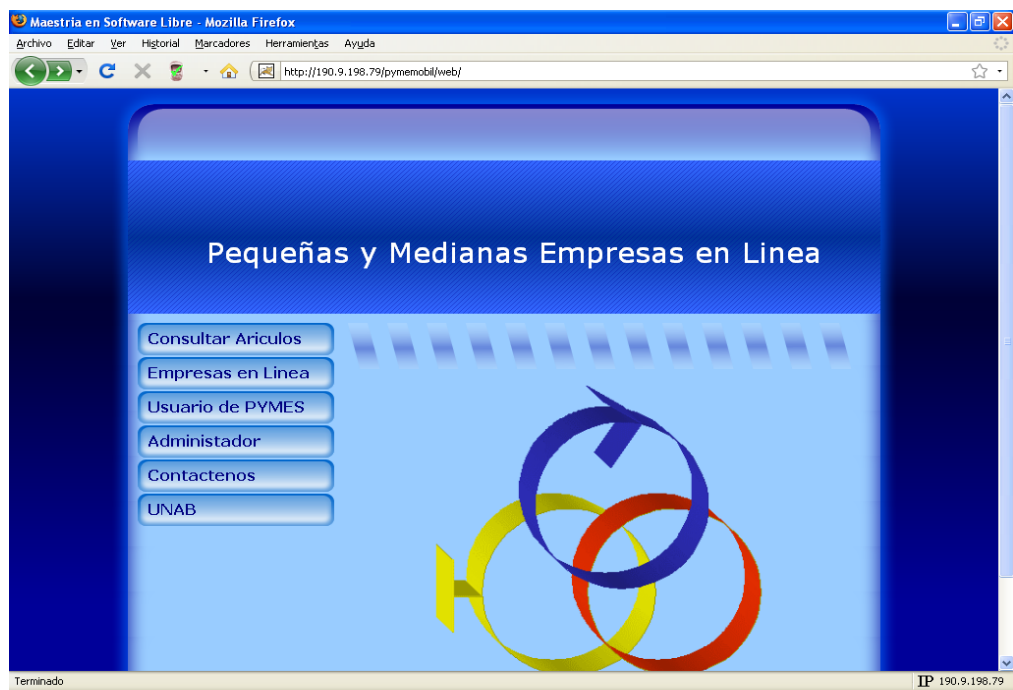 Maestria en Software Libre - Mozilla Firefox
Archivo Editar Ver Historial Marcadores Herramientas Ayuda
http://190.9.198.79/pymemobil/web/
Pequeñas y Medianas Empresas en Linea
Consultar Ariculos
Empresas en Linea
Usuario de PYMES
Administador
Contactenos
UNAB
Terminado
IP 190.9.198.79